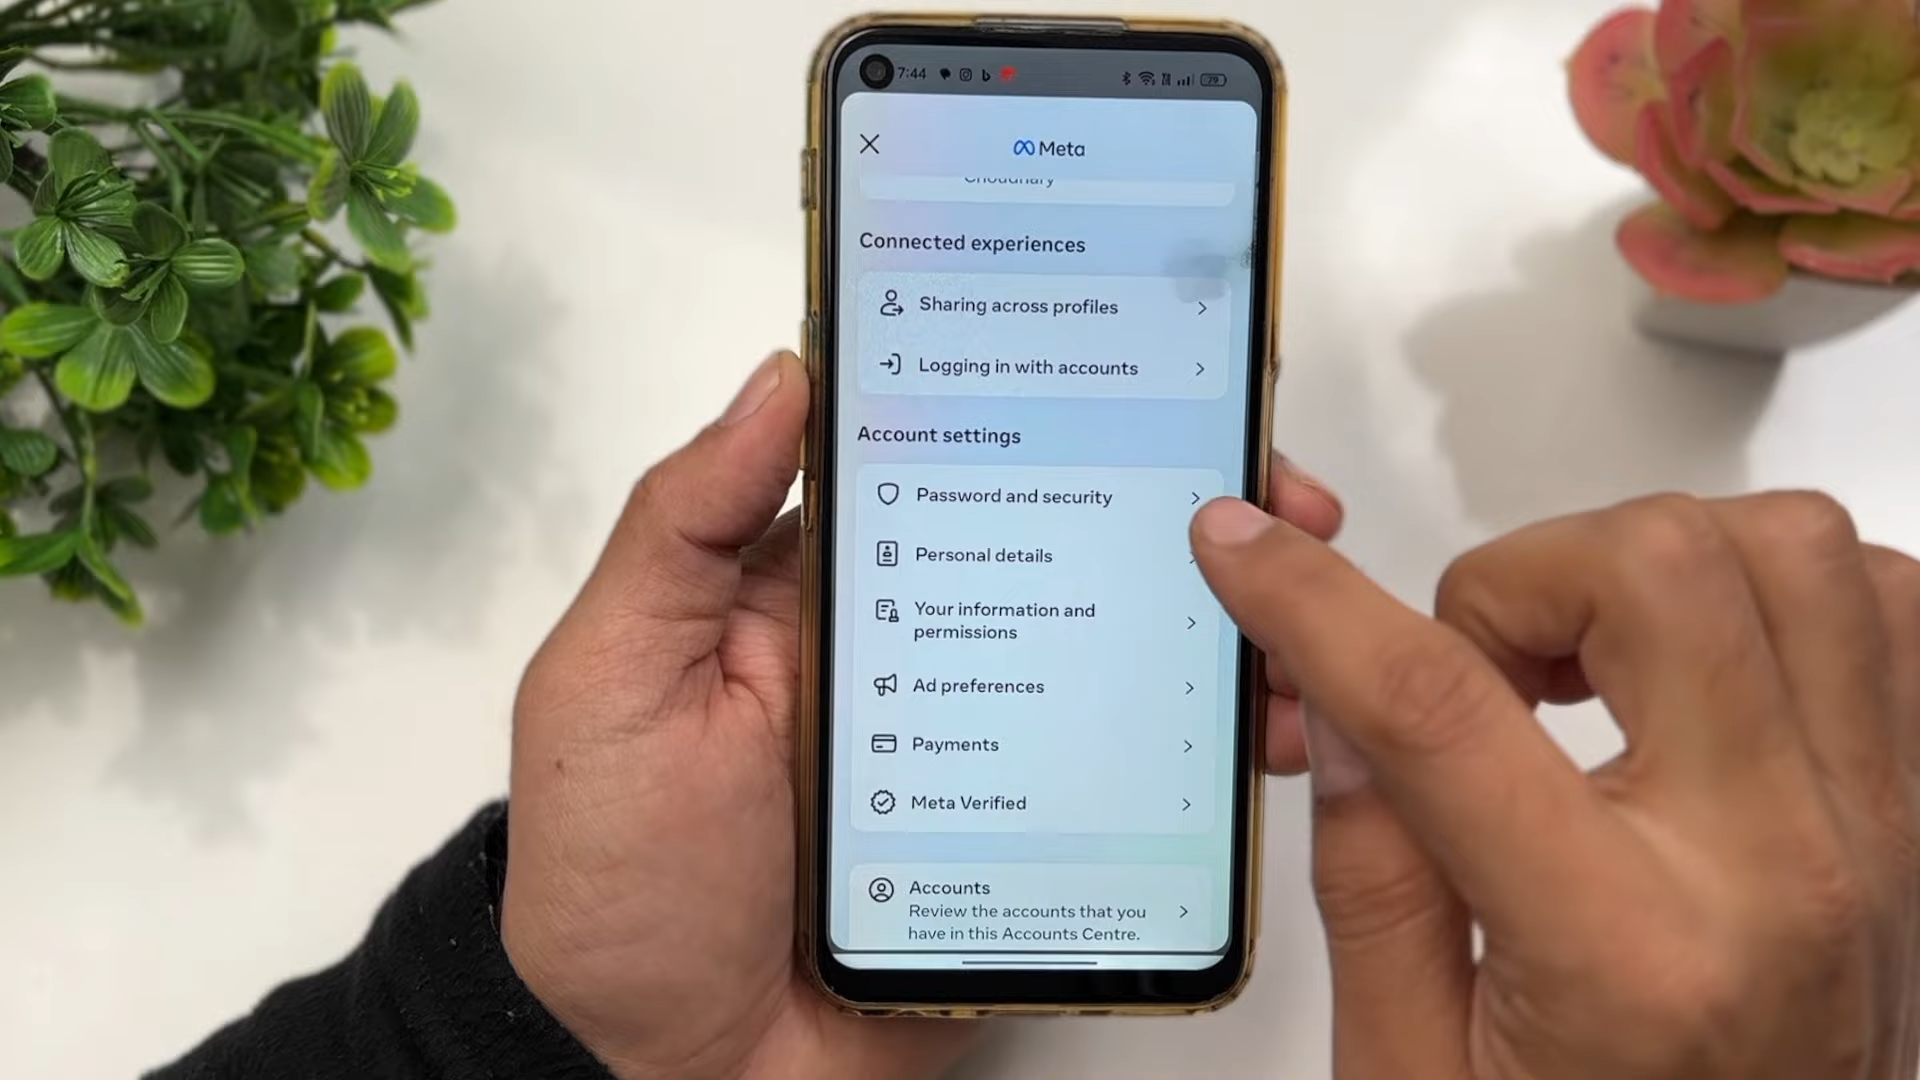 7:44
79
Meta
Choudhary
Connected experiences
Sharing across profiles
Logging in with accounts
Account settings
Password and security
Personal details
Your information and
permissions
Ad preferences
Payments
Meta Verified
Accounts
Review the accounts that you
have in this Accounts Centre.